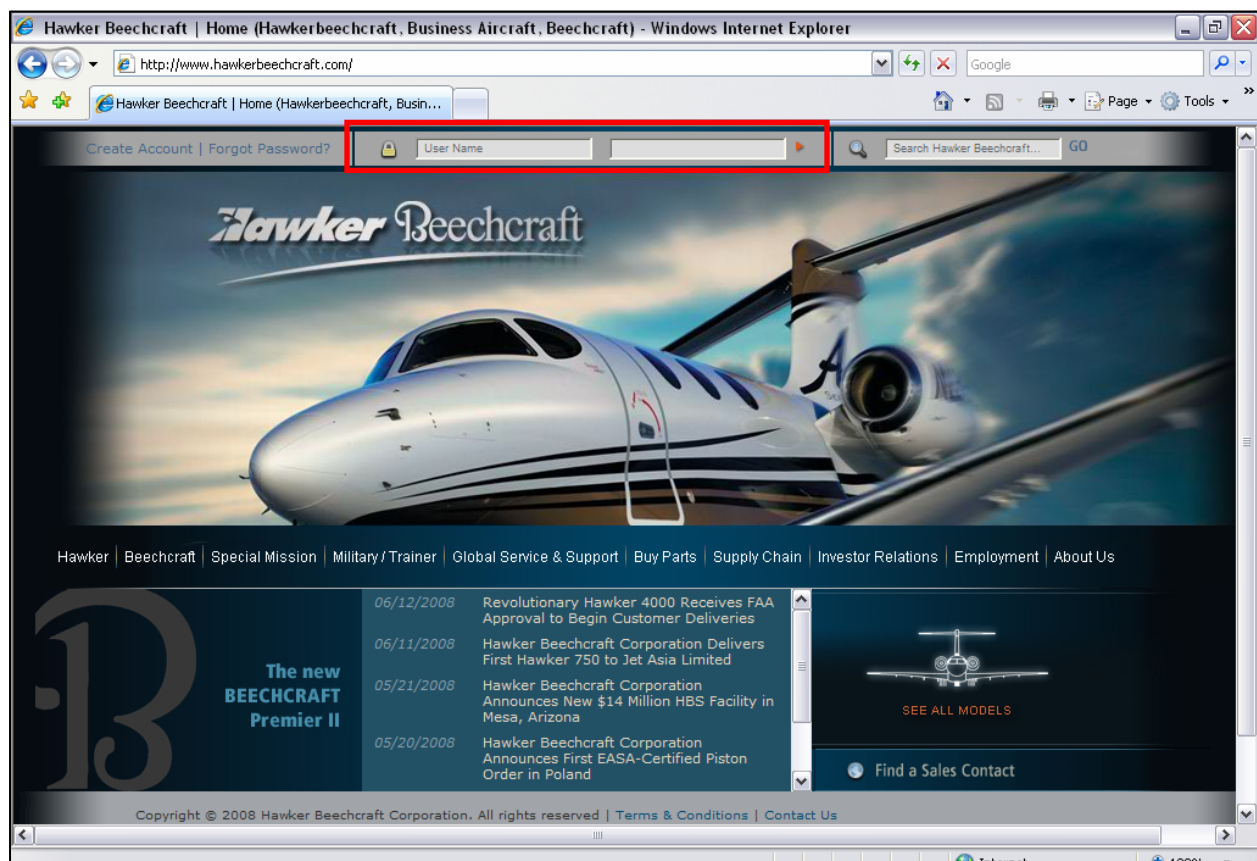 Hawker Beechcraft | Home (Hawkerbeechcraft, Business Aircraft, Beechcraft) - Windows Internet Explorer
http://www.hawkerbeechcraft.com/
Google
Hawker Beechcraft | Home (Hawkerbeechcraft, Busin...
Page
Tools
Create Account | Forgot Password?
User Name
Search Hawker Beechcraft...
GO
Hawker Beechcraft
Hawker | Beechcraft | Special Mission | Military / Trainer | Global Service & Support | Buy Parts | Supply Chain | Investor Relations | Employment | About Us
The new
BEECHCRAFT
Premier II
06/12/2008 Revolutionary Hawker 4000 Receives FAA
Approval to Begin Customer Deliveries
06/11/2008 Hawker Beechcraft Corporation Delivers
First Hawker 750 to Jet Asia Limited
05/21/2008 Hawker Beechcraft Corporation
Announces New $14 Million HBS Facility in
Mesa, Arizona
05/20/2008 Hawker Beechcraft Corporation
Announces First EASA-Certified Piston
Order in Poland
SEE ALL MODELS
Find a Sales Contact
Copyright © 2008 Hawker Beechcraft Corporation. All rights reserved | Terms & Conditions | Contact Us